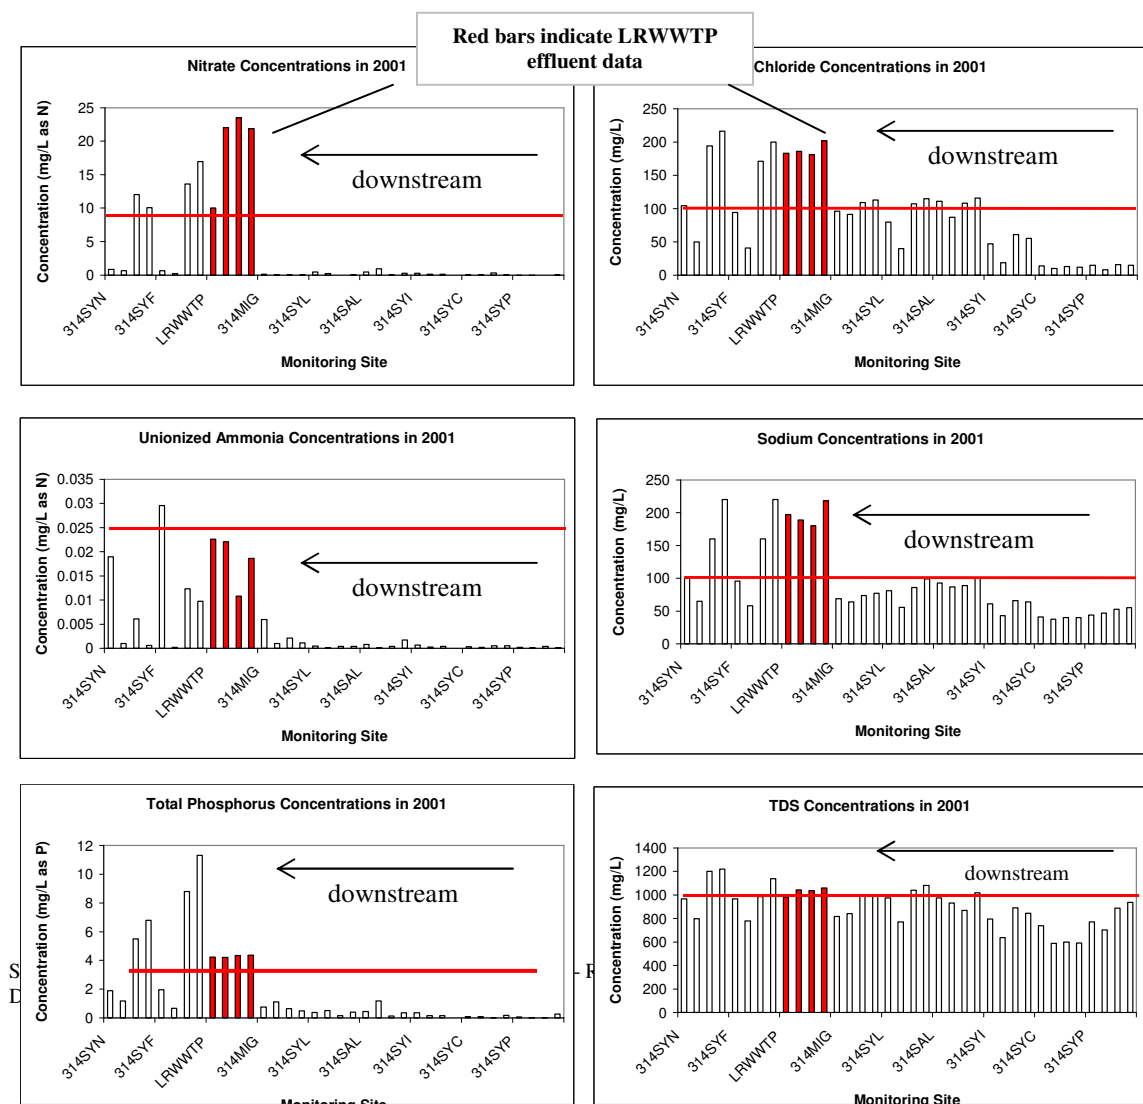 Red bars indicate LRWWTP
effluent data
Nitrate Concentrations in 2001
Concentration (mg/L as N)
25
20
15
10
5
0
downstream
314SYN
314SYF
LRWWTP
314MIG
314SYL
314SAL
314SYI
314SYC
314SYP
Monitoring Site
Chloride Concentrations in 2001
Concentration (mg/L)
250
200
150
100
50
0
downstream
314SYN
314SYF
LRWWTP
314MIG
314SYL
314SAL
314SYI
314SYC
314SYP
Monitoring Site
Unionized Ammonia Concentrations in 2001
Concentration (mg/L as N)
0.035
0.03
0.025
0.02
0.015
0.01
0.005
0
downstream
314SYN
314SYF
LRWWTP
314MIG
314SYL
314SAL
314SYI
314SYC
314SYP
Monitoring Site
Sodium Concentrations in 2001
Concentration (mg/L)
250
200
150
100
50
0
downstream
314SYN
314SYF
LRWWTP
314MIG
314SYL
314SAL
314SYI
314SYC
314SYP
Monitoring Site
Total Phosphorus Concentrations in 2001
Concentration (mg/L as P)
12
10
8
6
4
2
0
downstream
314SYN
314SYF
LRWWTP
314MIG
314SYL
314SAL
314SYI
314SYC
314SYP
Monitoring Site
TDS Concentrations in 2001
Concentration (mg/L)
1400
1200
1000
800
600
400
200
0
downstream
314SYN
314SYF
LRWWTP
314MIG
314SYL
314SAL
314SYI
314SYC
314SYP
Monitoring Site